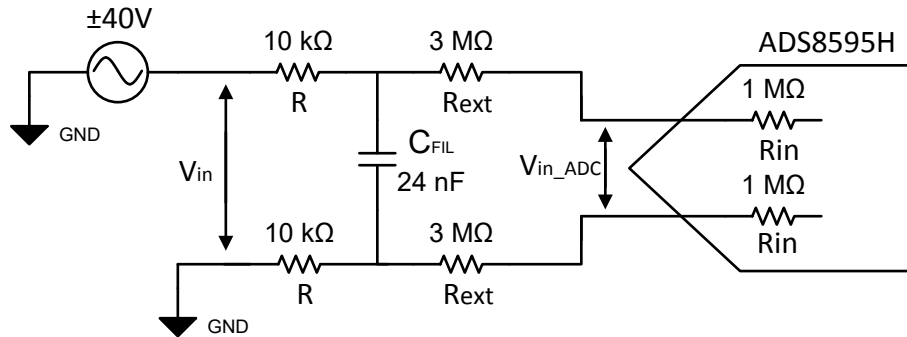 ±40V
10 kΩ
R
3 MΩ
Rext
ADS8595H
1 MΩ
Rin
GND
Vin
CFIL
24 nF
Vin_ADC
1 MΩ
Rin
10 kΩ
R
3 MΩ
Rext
GND